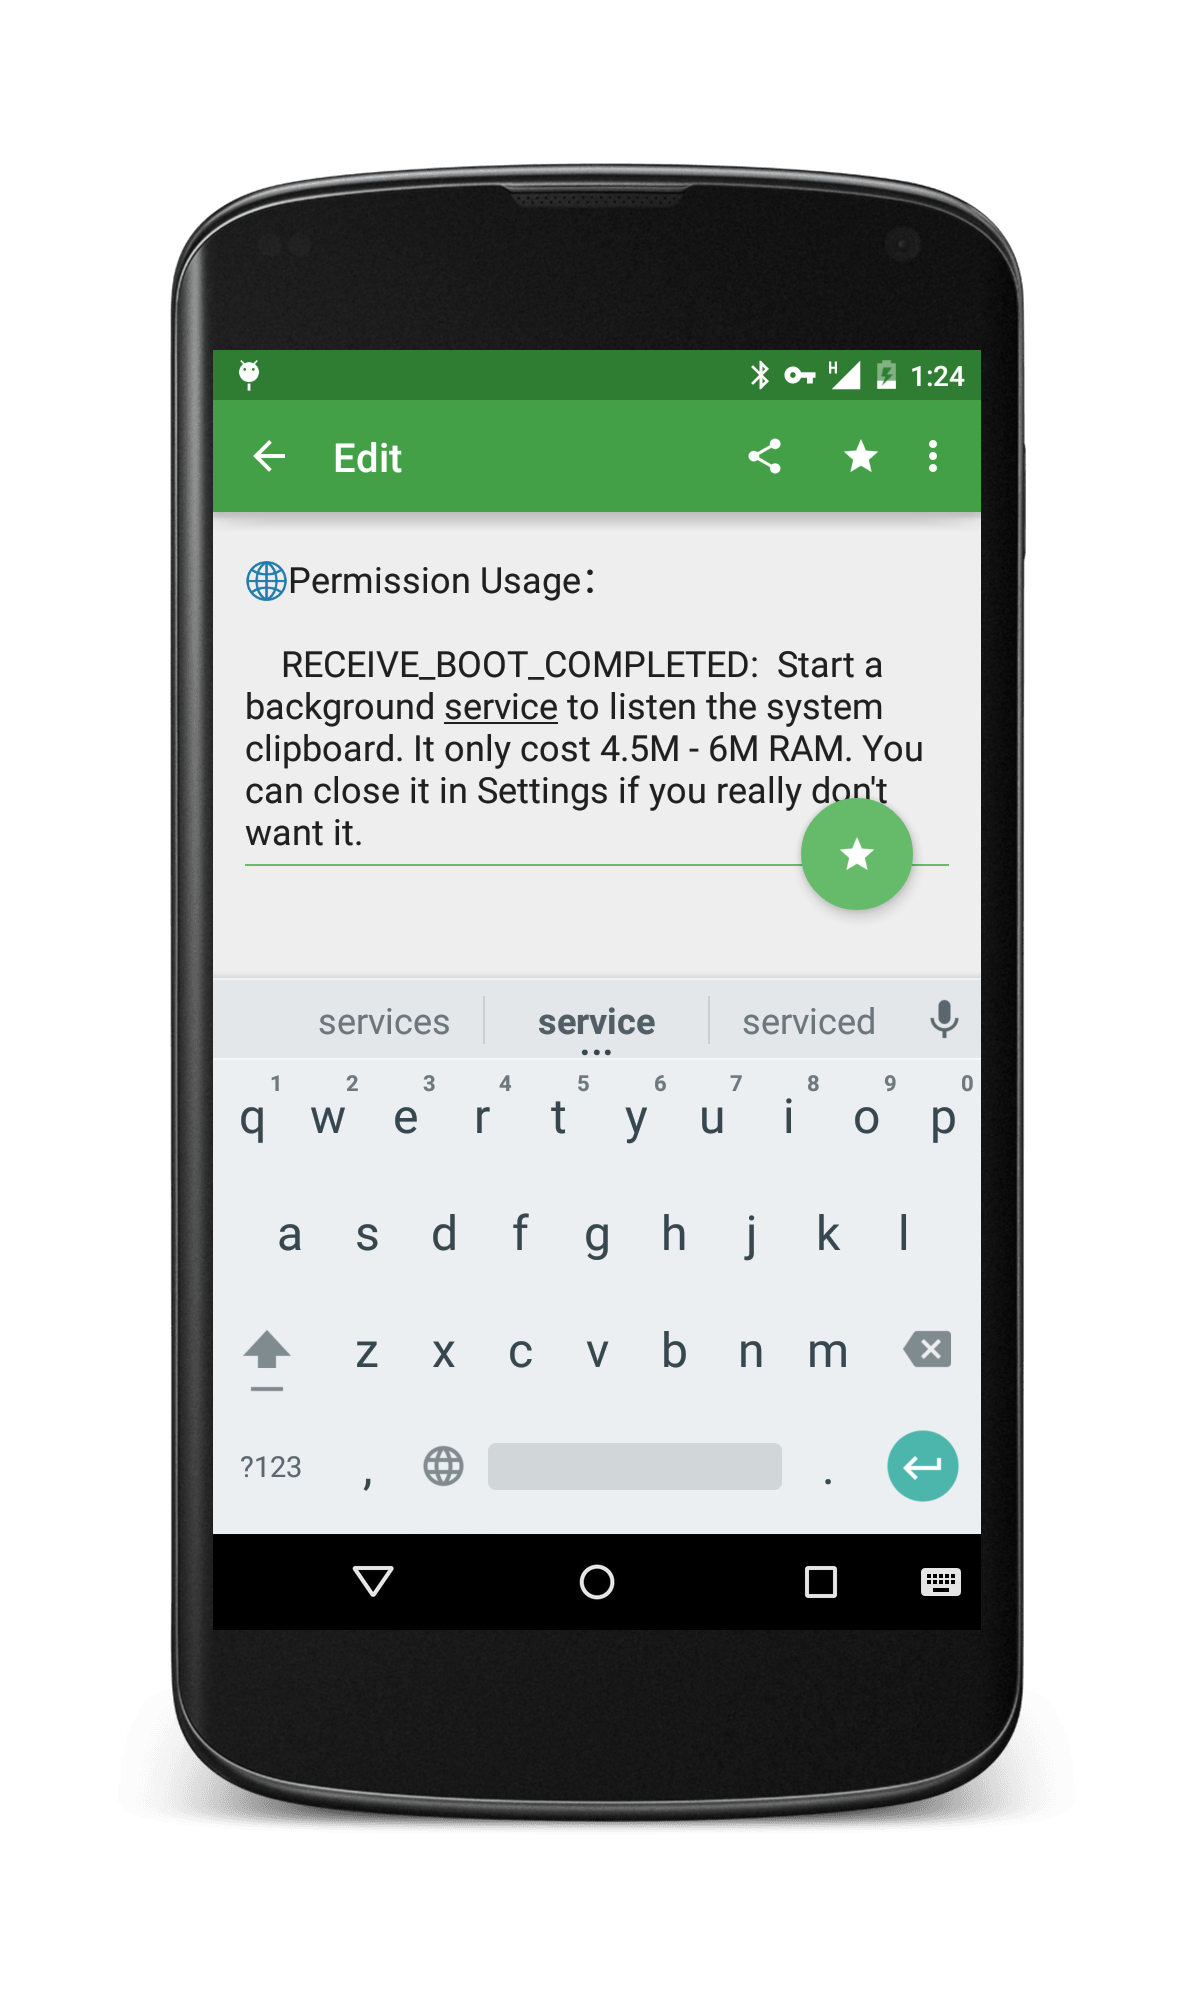 H 1:24
Edit
🌐Permission Usage：
RECEIVE_BOOT_COMPLETED:  Start a
background service to listen the system
clipboard. It only cost 4.5M - 6M RAM. You
can close it in Settings if you really don't
want it.
services service serviced
1 2 3 4 5 6 7 8 9 0
q w e r t y u i o p
a s d f g h j k l
z x c v b n m
?123 , .